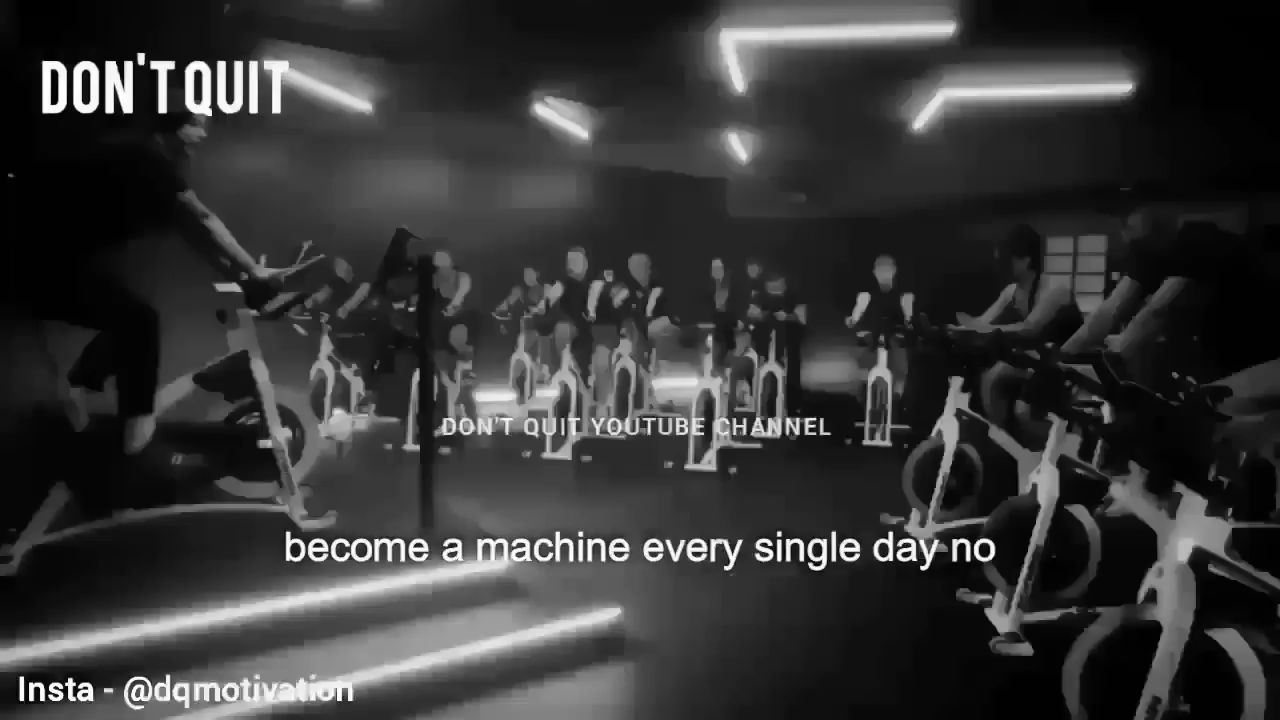 DON'T QUIT
DON'T QUIT YOUTUBE CHANNEL
become a machine every single day no
Insta - @dqmotivation